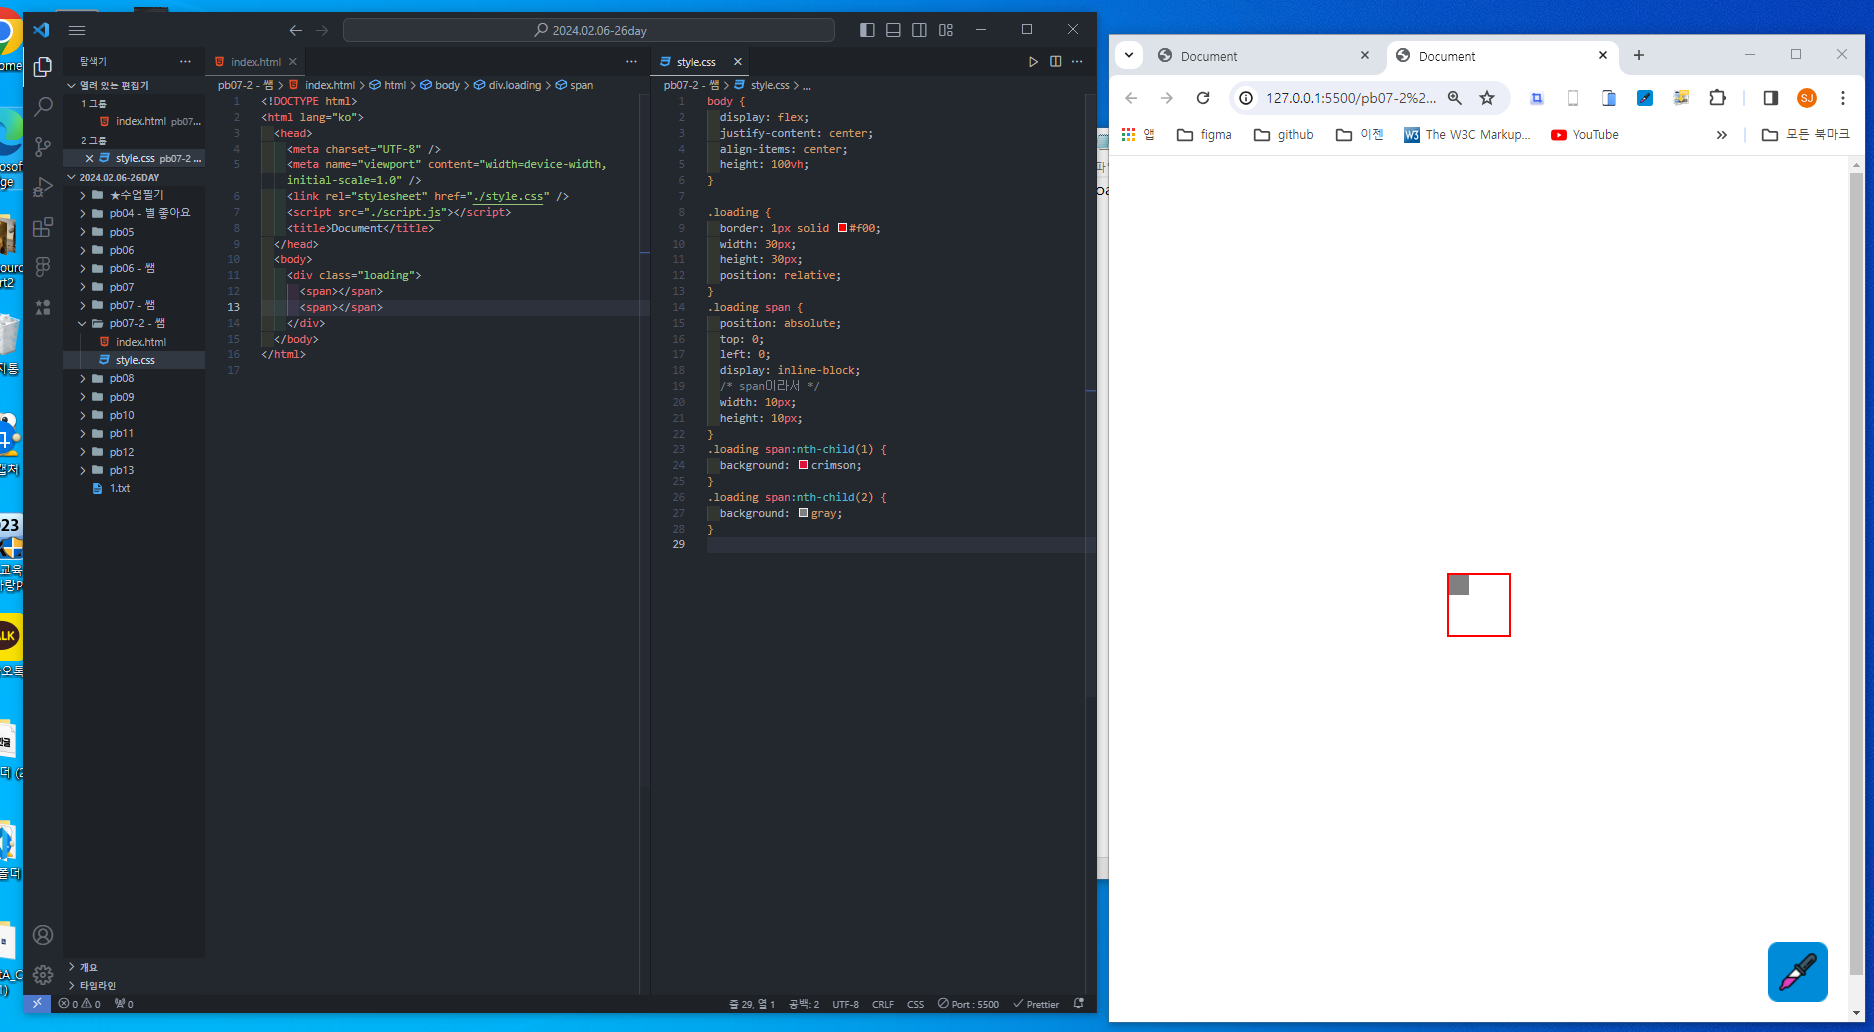 2024.02.06-26day
탐색기
열려 있는 편집기
1 그룹
index.html pb07...
2 그룹
style.css pb07-2 ...
2024.02.06-26DAY
★수업필기
pb04 - 별 좋아요
pb05
pb06
pb06 - 쌤
pb07
pb07 - 쌤
pb07-2 - 쌤
index.html
style.css
pb08
pb09
pb10
pb11
pb12
pb13
1.txt
개요
타임라인
index.html
pb07-2 - 쌤 > index.html > html > body > div.loading > span
1 <!DOCTYPE html>
2 <html lang="ko">
3 <head>
4 <meta charset="UTF-8" />
5 <meta name="viewport" content="width=device-width,
initial-scale=1.0" />
6 <link rel="stylesheet" href="./style.css" />
7 <script src="./script.js"></script>
8 <title>Document</title>
9 </head>
10 <body>
11 <div class="loading">
12 <span></span>
13 <span></span>
14 </div>
15 </body>
16 </html>
17
style.css
pb07-2 - 쌤 > style.css > ...
1 body {
2 display: flex;
3 justify-content: center;
4 align-items: center;
5 height: 100vh;
6 }
7
8 .loading {
9 border: 1px solid #f00;
10 width: 30px;
11 height: 30px;
12 position: relative;
13 }
14 .loading span {
15 position: absolute;
16 top: 0;
17 left: 0;
18 display: inline-block;
19 /* span이라서 */
20 width: 10px;
21 height: 10px;
22 }
23 .loading span:nth-child(1) {
24 background: crimson;
25 }
26 .loading span:nth-child(2) {
27 background: gray;
28 }
29
0 0 0
줄 29, 열 1 공백: 2 UTF-8 CRLF CSS Port : 5500 Prettier
Document
Document
127.0.0.1:5500/pb07-2%2...
SJ
앱 figma github 이젠 W3 The W3C Markup... YouTube » 모든 북마크